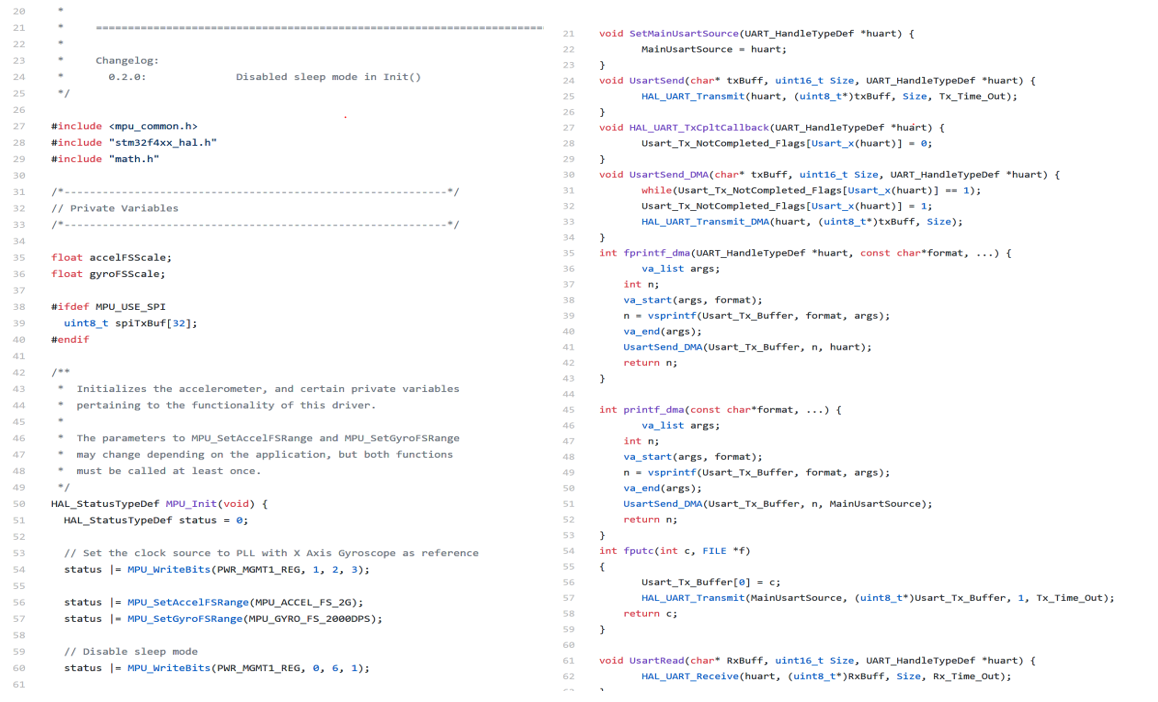 20     *
21     *     ======================================================================
22     *
23     *     Changelog:
24     *       0.2.0:              Disabled sleep mode in Init()
25     */
26
27    #include <mpu_common.h>
28    #include "stm32f4xx_hal.h"
29    #include "math.h"
30
31    /*------------------------------------------------------------*/
32    // Private Variables
33    /*------------------------------------------------------------*/
34
35    float accelFSScale;
36    float gyroFSScale;
37
38    #ifdef MPU_USE_SPI
39      uint8_t spiTxBuf[32];
40    #endif
41
42    /**
43     *  Initializes the accelerometer, and certain private variables
44     *  pertaining to the functionality of this driver.
45     *
46     *  The parameters to MPU_SetAccelFSRange and MPU_SetGyroFSRange
47     *  may change depending on the application, but both functions
48     *  must be called at least once.
49     */
50    HAL_StatusTypeDef MPU_Init(void) {
51      HAL_StatusTypeDef status = 0;
52
53      // Set the clock source to PLL with X Axis Gyroscope as reference
54      status |= MPU_WriteBits(PWR_MGMT1_REG, 1, 2, 3);
55
56      status |= MPU_SetAccelFSRange(MPU_ACCEL_FS_2G);
57      status |= MPU_SetGyroFSRange(MPU_GYRO_FS_2000DPS);
58
59      // Disable sleep mode
60      status |= MPU_WriteBits(PWR_MGMT1_REG, 0, 6, 1);
61
21    void SetMainUsartSource(UART_HandleTypeDef *huart) {
22            MainUsartSource = huart;
23    }
24    void UsartSend(char* txBuff, uint16_t Size, UART_HandleTypeDef *huart) {
25            HAL_UART_Transmit(huart, (uint8_t*)txBuff, Size, Tx_Time_Out);
26    }
27    void HAL_UART_TxCpltCallback(UART_HandleTypeDef *huart) {
28            Usart_Tx_NotCompleted_Flags[Usart_x(huart)] = 0;
29    }
30    void UsartSend_DMA(char* txBuff, uint16_t Size, UART_HandleTypeDef *huart) {
31            while(Usart_Tx_NotCompleted_Flags[Usart_x(huart)] == 1);
32            Usart_Tx_NotCompleted_Flags[Usart_x(huart)] = 1;
33            HAL_UART_Transmit_DMA(huart, (uint8_t*)txBuff, Size);
34    }
35    int fprintf_dma(UART_HandleTypeDef *huart, const char*format, ...) {
36            va_list args;
37        int n;
38        va_start(args, format);
39        n = vsprintf(Usart_Tx_Buffer, format, args);
40        va_end(args);
41        UsartSend_DMA(Usart_Tx_Buffer, n, huart);
42        return n;
43    }
44
45    int printf_dma(const char*format, ...) {
46            va_list args;
47        int n;
48        va_start(args, format);
49        n = vsprintf(Usart_Tx_Buffer, format, args);
50        va_end(args);
51        UsartSend_DMA(Usart_Tx_Buffer, n, MainUsartSource);
52        return n;
53    }
54    int fputc(int c, FILE *f)
55    {
56            Usart_Tx_Buffer[0] = c;
57            HAL_UART_Transmit(MainUsartSource, (uint8_t*)Usart_Tx_Buffer, 1, Tx_Time_Out);
58        return c;
59    }
60
61    void UsartRead(char* RxBuff, uint16_t Size, UART_HandleTypeDef *huart) {
62            HAL_UART_Receive(huart, (uint8_t*)RxBuff, Size, Rx_Time_Out);